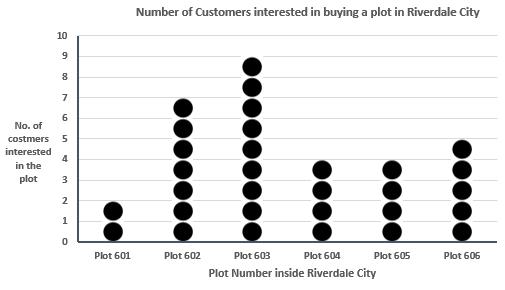 Number of Customers interested in buying a plot in Riverdale City
10
9
8
7
6
5
4
3
2
1
0
No. of
costmers
interested
in the
plot
Plot 601 Plot 602 Plot 603 Plot 604 Plot 605 Plot 606
Plot Number inside Riverdale City